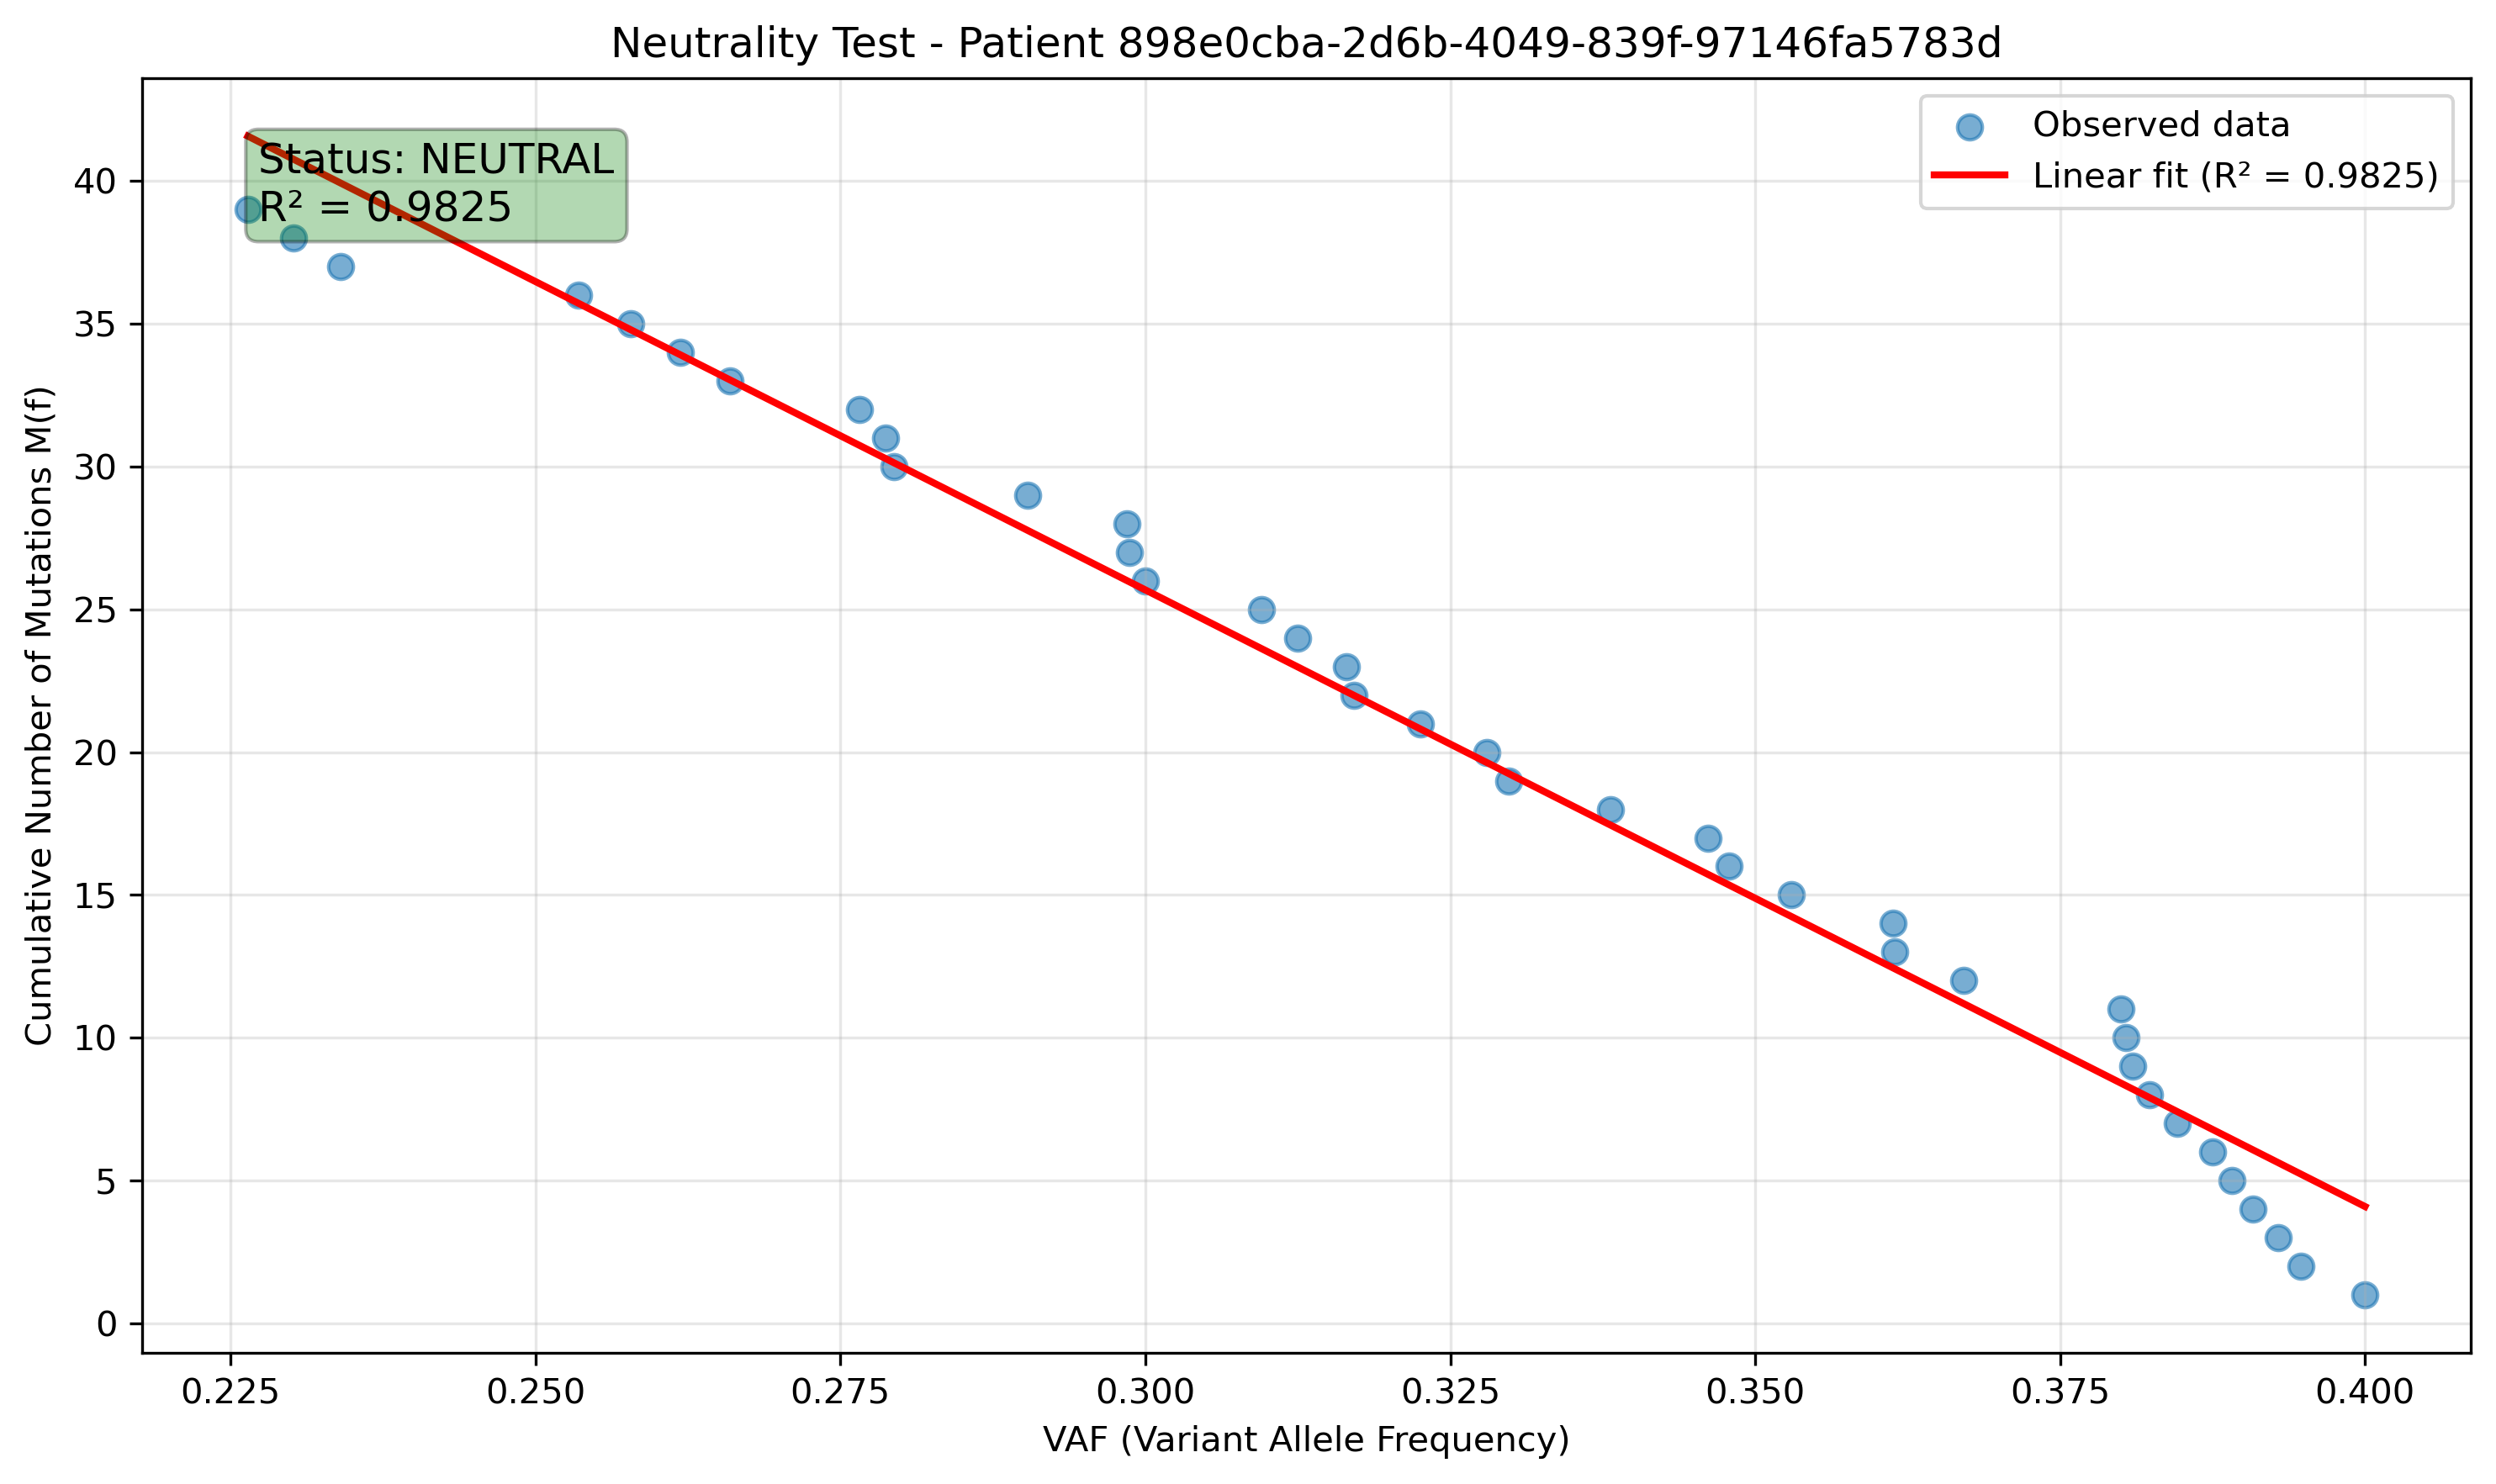 Neutrality Test - Patient 898e0cba-2d6b-4049-839f-97146fa5783d
Status: NEUTRAL
R² = 0.9825
Observed data
Linear fit (R² = 0.9825)
Cumulative Number of Mutations M(f)
40
35
30
25
20
15
10
5
0
0.225 0.250 0.275 0.300 0.325 0.350 0.375 0.400
VAF (Variant Allele Frequency)